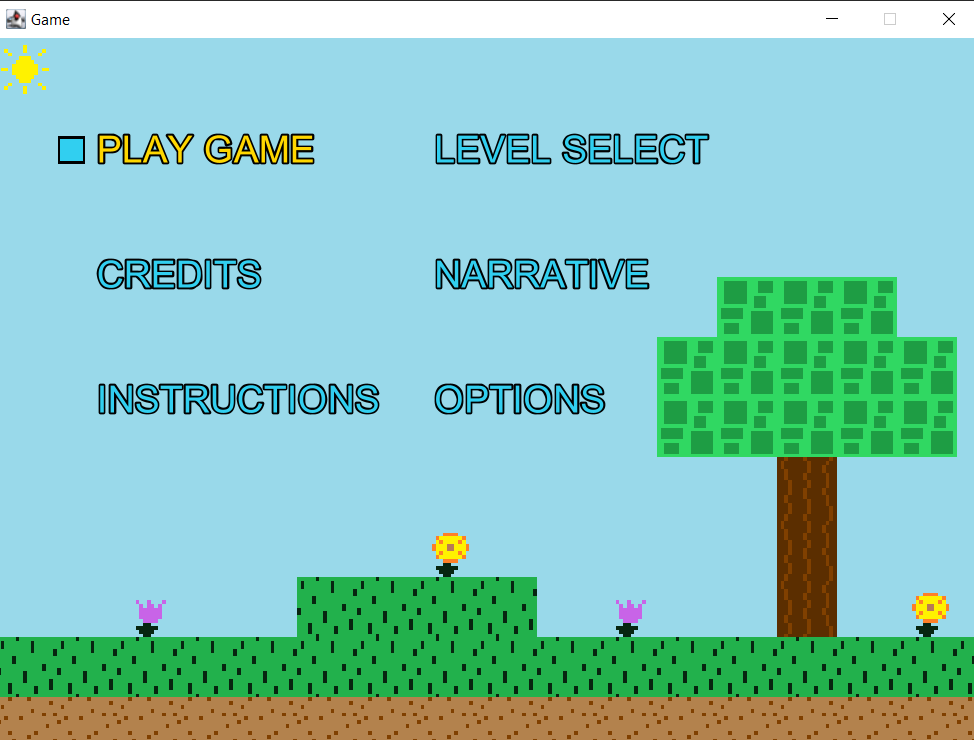 Game
PLAY GAME
LEVEL SELECT
CREDITS
NARRATIVE
INSTRUCTIONS
OPTIONS